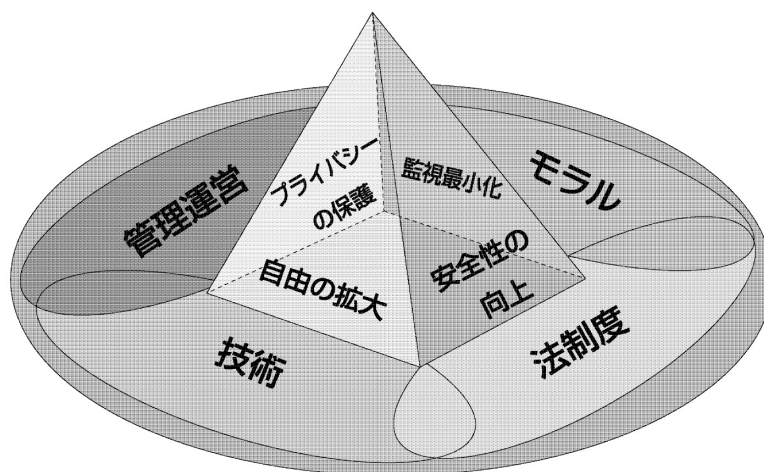 プライバシー
の保護
監視最小化
モラル
管理運営
自由の拡大
安全性の
向上
技術
法制度